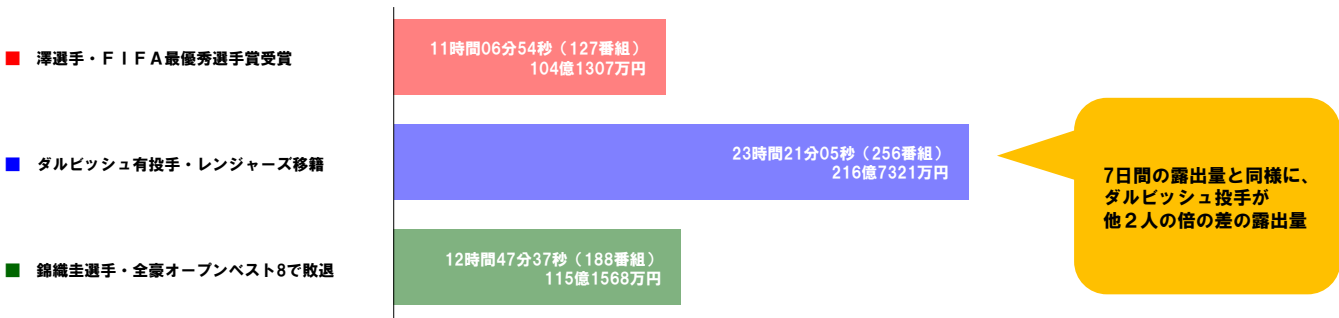 澤選手・ＦＩＦＡ最優秀選手賞受賞
11時間06分54秒（127番組）
104億1307万円
ダルビッシュ有投手・レンジャーズ移籍
23時間21分05秒（256番組）
216億7321万円
7日間の露出量と同様に、
ダルビッシュ投手が
他２人の倍の差の露出量
錦織圭選手・全豪オープンベスト8で敗退
12時間47分37秒（188番組）
115億1568万円